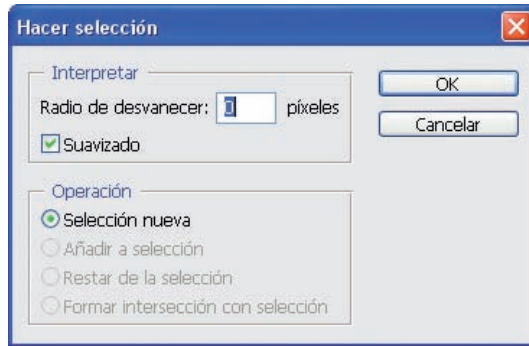 Hacer selección
Interpretar
Radio de desvanecer: 0 píxeles
Suavizado
OK
Cancelar
Operación
Selección nueva
Añadir a selección
Restar de la selección
Formar intersección con selección